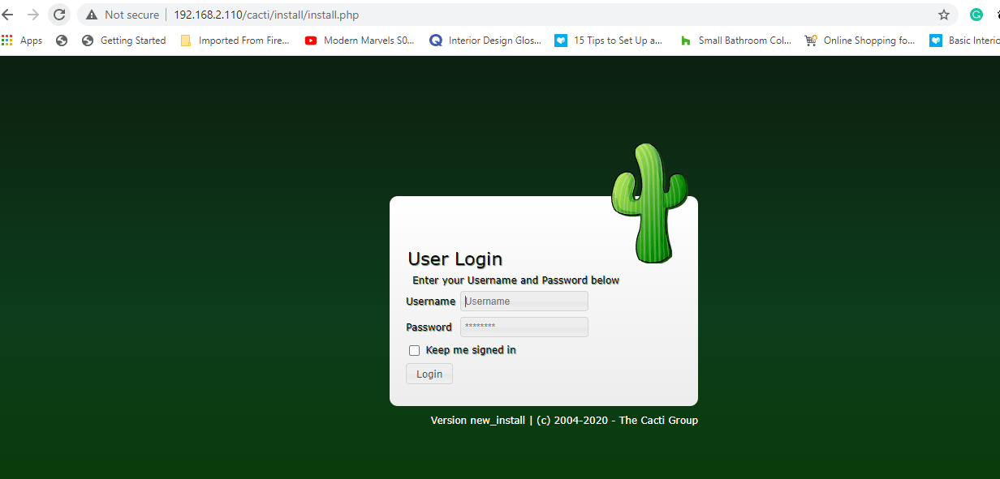 Not secure 192.168.2.110/cacti/install/install.php
Apps Getting Started Imported From Fire... Modern Marvels S0... Interior Design Glos... 15 Tips to Set Up a... Small Bathroom Col... Online Shopping fo... Basic Interio
User Login
Enter your Username and Password below
Username Username
Password ********
Keep me signed in
Login
Version new_install | (c) 2004-2020 - The Cacti Group